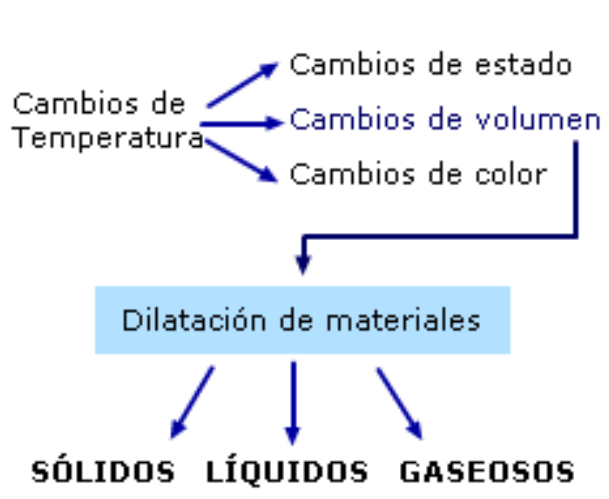 Cambios de
Temperatura
Cambios de estado
Cambios de volumen
Cambios de color
Dilatación de materiales
SÓLIDOS LÍQUIDOS GASEOSOS